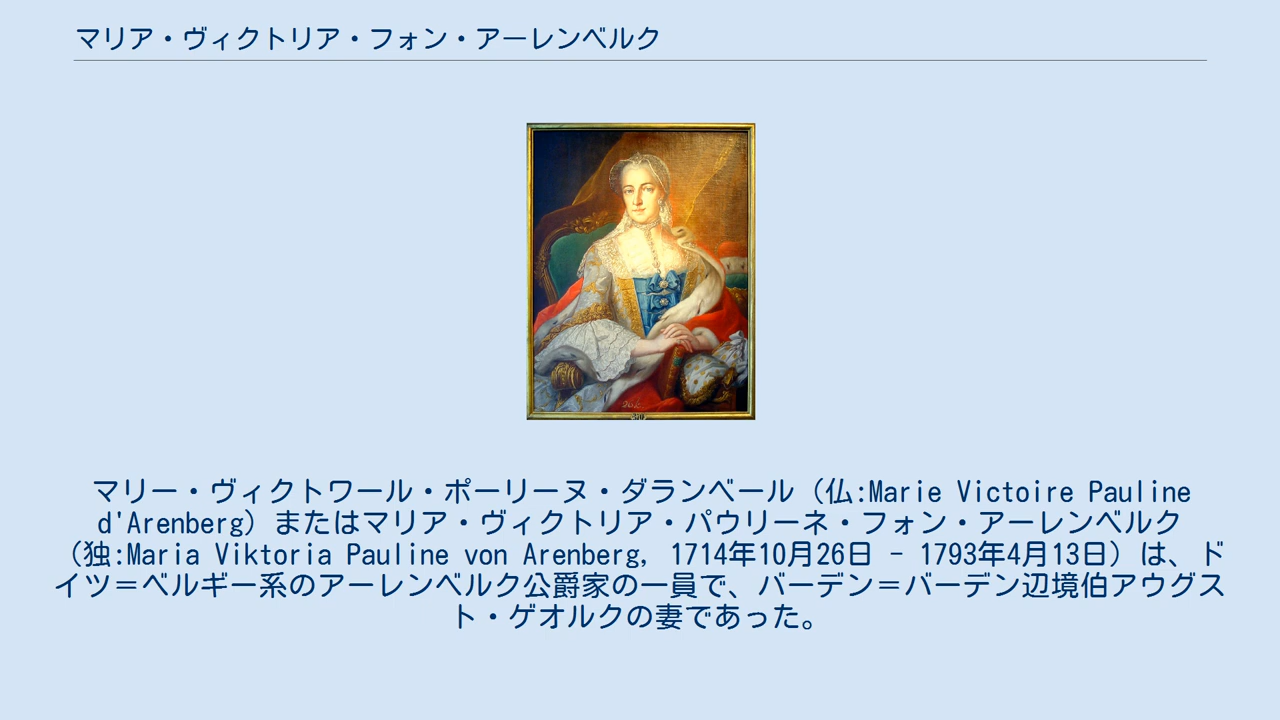 マリア・ヴィクトリア・フォン・アーレンベルク
マリー・ヴィクトワール・ポーリーヌ・ダランベール（仏:Marie Victoire Pauline
d'Arenberg）またはマリア・ヴィクトリア・パウリーネ・フォン・アーレンベルク
（独:Maria Viktoria Pauline von Arenberg, 1714年10月26日 - 1793年4月13日）は、ド
イツ＝ベルギー系のアーレンベルク公爵家の一員で、バーデン＝バーデン辺境伯アウグス
ト・ゲオルクの妻であった。